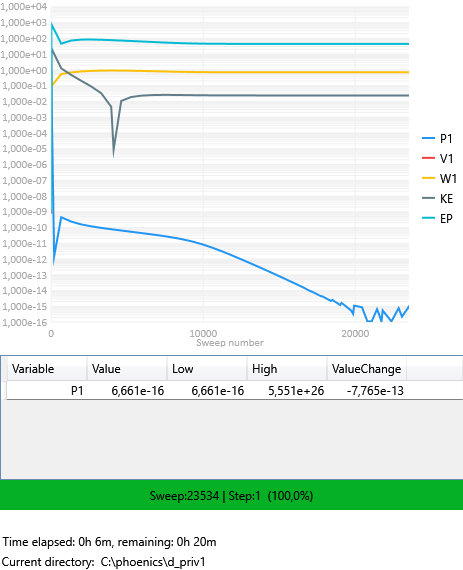 1,000e+04
1,000e+03
1,000e+02
1,000e+01
1,000e+00
1,000e-01
1,000e-02
1,000e-03
1,000e-04
1,000e-05
1,000e-06
1,000e-07
1,000e-08
1,000e-09
1,000e-10
1,000e-11
1,000e-12
1,000e-13
1,000e-14
1,000e-15
1,000e-16
0 10000 20000
Sweep number
P1
V1
W1
KE
EP
Variable Value Low High ValueChange
P1 6,661e-16 6,661e-16 5,551e+26 -7,765e-13
Sweep:23534 | Step:1 (100,0%)
Time elapsed: 0h 6m, remaining: 0h 20m
Current directory: C:\phoenics\d_priv1